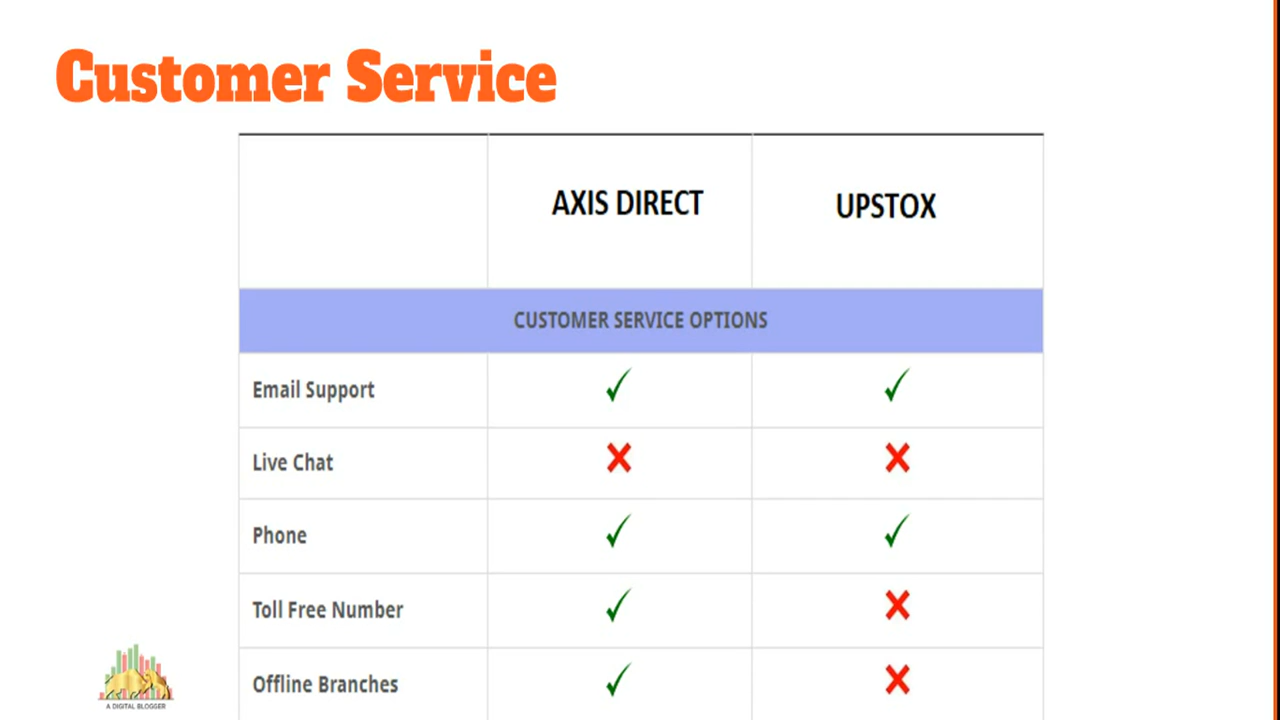 Customer Service
AXIS DIRECT UPSTOX
CUSTOMER SERVICE OPTIONS
Email Support ✓ ✓
Live Chat ✗ ✗
Phone ✓ ✓
Toll Free Number ✓ ✗
Offline Branches ✓ ✗
A DIGITAL BLOGGER